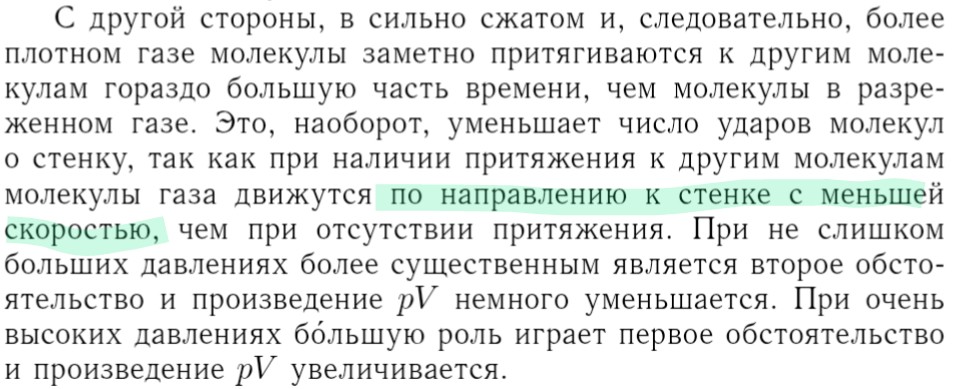 С другой стороны, в сильно сжатом и, следовательно, более
плотном газе молекулы заметно притягиваются к другим моле-
кулам гораздо большую часть времени, чем молекулы в разре-
женном газе. Это, наоборот, уменьшает число ударов молекул
о стенку, так как при наличии притяжения к другим молекулам
молекулы газа движутся по направлению к стенке с меньшей
скоростью, чем при отсутствии притяжения. При не слишком
больших давлениях более существенным является второе обсто-
ятельство и произведение pV немного уменьшается. При очень
высоких давлениях бо́льшую роль играет первое обстоятельство
и произведение pV увеличивается.